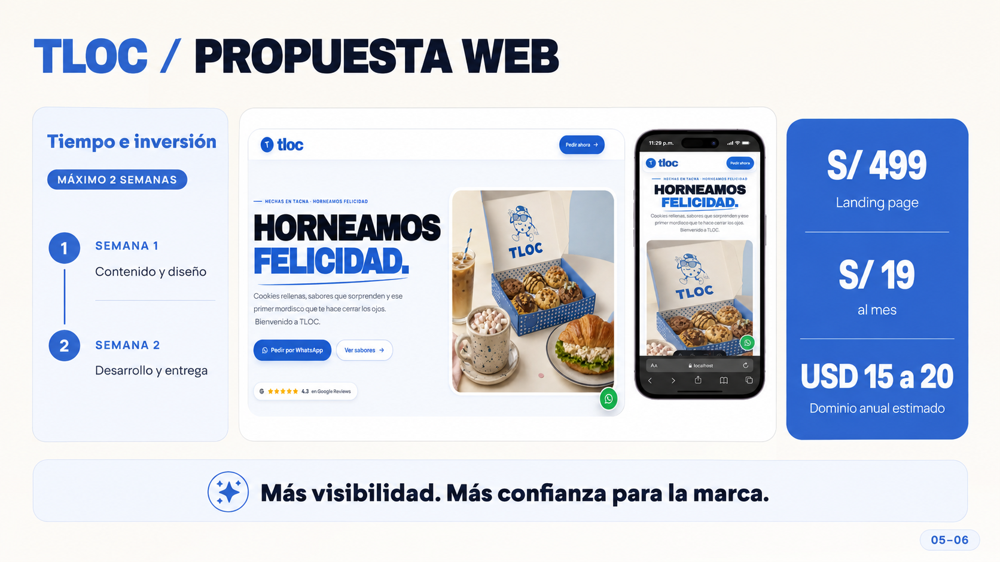 TLOC / PROPUESTA WEB
Tiempo e inversión
MÁXIMO 2 SEMANAS
1
SEMANA 1
Contenido y diseño
2
SEMANA 2
Desarrollo y entrega
T tloc
Pedir ahora →
HECHAS EN TACNA · HORNEAMOS FELICIDAD
HORNEAMOS
FELICIDAD.
Cookies rellenas, sabores que sorprenden y ese
primer mordisco que te hace cerrar los ojos.
Bienvenido a TLOC.
Pedir por WhatsApp
Ver sabores →
G ★★★★★ 4.3 en Google Reviews
TLOC
11:29 p.m.
T tloc
Pedir ahora
HECHAS EN TACNA · HORNEAMOS FELICIDAD
HORNEAMOS
FELICIDAD.
Cookies rellenas, sabores que sorprenden y ese
primer mordisco que te hace cerrar los ojos.
Bienvenido a TLOC.
TLOC
AA localhost
S/ 499
Landing page
S/ 19
al mes
USD 15 a 20
Dominio anual estimado
Más visibilidad. Más confianza para la marca.
05–06